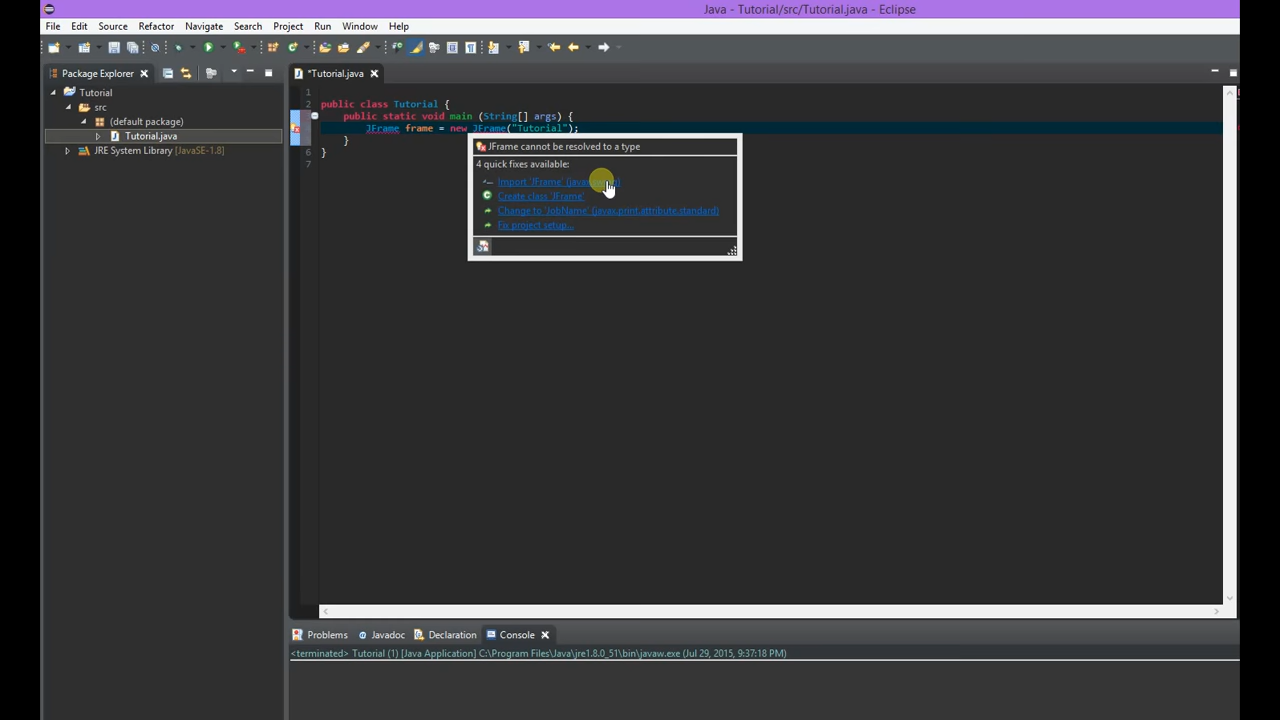 Java - Tutorial/src/Tutorial.java - Eclipse
File Edit Source Refactor Navigate Search Project Run Window Help
Package Explorer
*Tutorial.java
Tutorial
src
(default package)
Tutorial.java
JRE System Library [JavaSE-1.8]
1
2 public class Tutorial {
public static void main (String[] args) {
JFrame frame = new JFrame("Tutorial");
}
6 }
7
JFrame cannot be resolved to a type
4 quick fixes available:
Import 'JFrame'
Create class 'JFrame'
Change to 'JobName' (javax.print.attribute.standard)
Fix project setup...
Problems Javadoc Declaration Console
<terminated> Tutorial (1) [Java Application] C:\Program Files\Java\jre1.8.0_51\bin\javaw.exe (Jul 29, 2015, 9:37:18 PM)